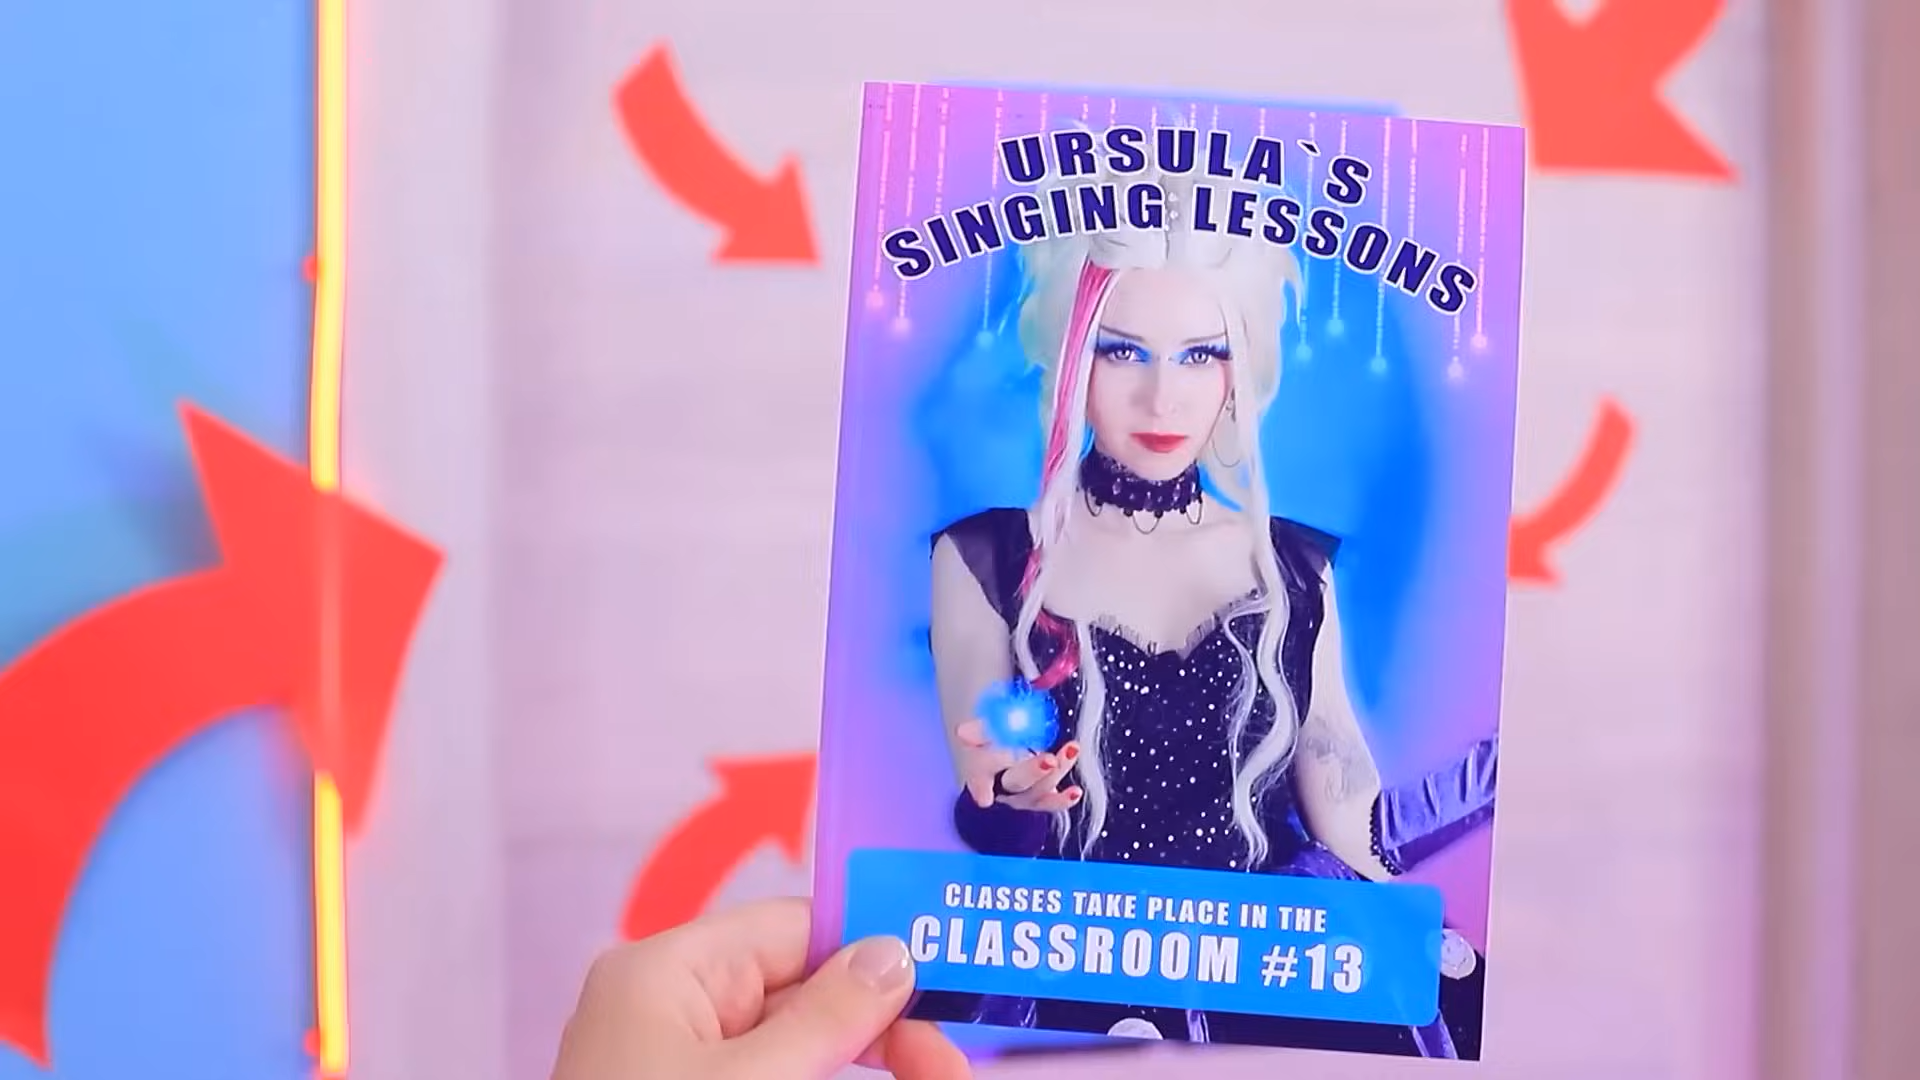 URSULA`S
SINGING LESSONS
CLASSES TAKE PLACE IN THE
CLASSROOM #13